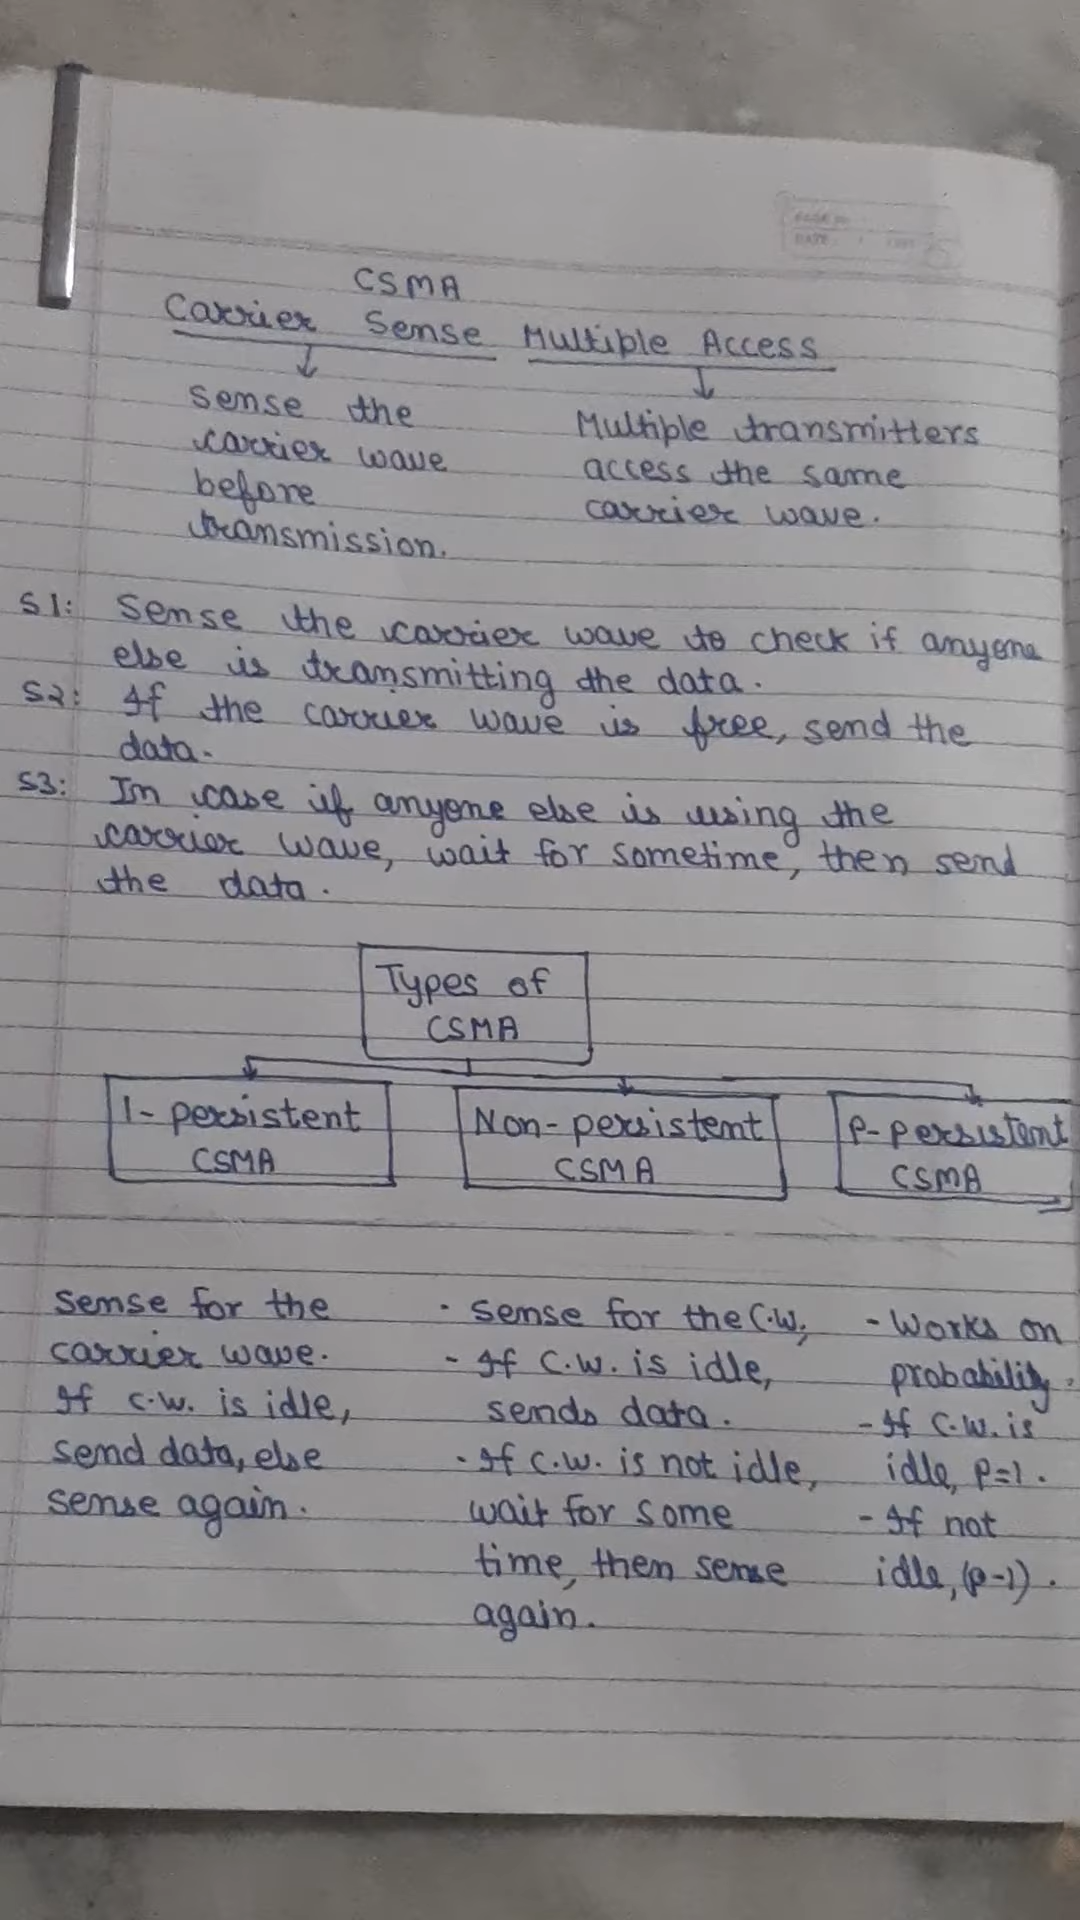 CSMA
Carrier Sense Multiple Access
sense the
carrier wave
before
transmission.
Multiple transmitters
access the same
carrier wave.
S1: Sense the carrier wave to check if anyone
else is transmitting the data.
S2: If the carrier wave is free, send the
data.
S3: In case if anyone else is using the
carrier wave, wait for sometime, then send
the data.
Types of
CSMA
1-persistent
CSMA
Non-persistent
CSMA
P-persistent
CSMA
Sense for the
carrier wave.
If c.w. is idle,
send data, else
sense again.
- Sense for the C.W,
- If C.W. is idle,
sends data.
- If C.W. is not idle,
wait for some
time, then sense
again.
- Works on
probability.
- If C.W. is
idle, P=1.
- If not
idle, (p-1).